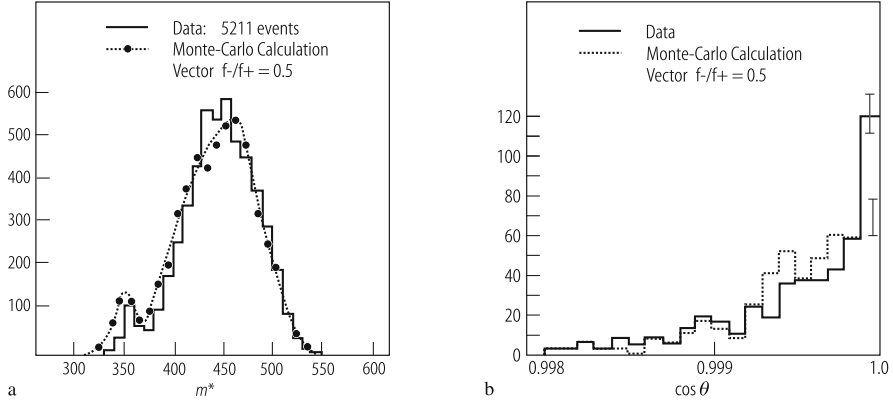 Data: 5211 events
Monte-Carlo Calculation
Vector f-/f+ = 0.5
600
500
400
300
200
100
300 350 400 450 500 550 600
m*
a
Data
Monte-Carlo Calculation
Vector f-/f+ = 0.5
120
100
80
60
40
20
0
0.998 0.999 1.0
cos θ
b